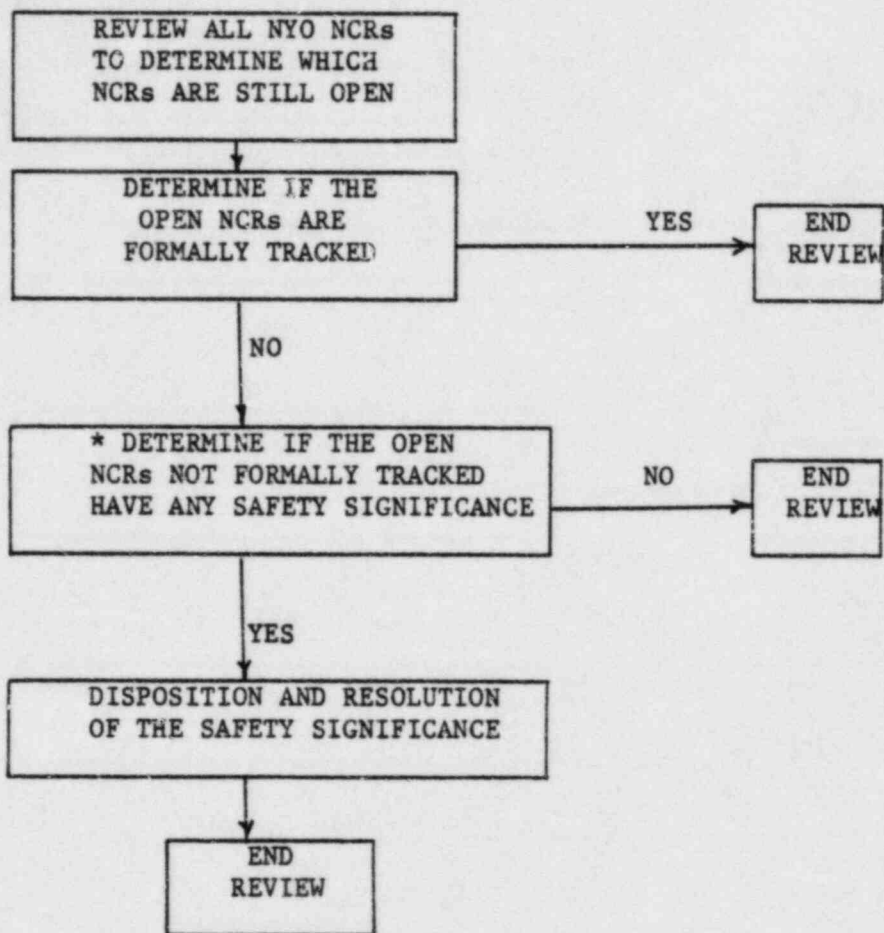 REVIEW ALL NYO NCRs
TO DETERMINE WHICH
NCRs ARE STILL OPEN
DETERMINE IF THE
OPEN NCRs ARE
FORMALLY TRACKED
YES
END
REVIEW
NO
* DETERMINE IF THE OPEN
NCRs NOT FORMALLY TRACKED
HAVE ANY SAFETY SIGNIFICANCE
NO
END
REVIEW
YES
DISPOSITION AND RESOLUTION
OF THE SAFETY SIGNIFICANCE
END
REVIEW